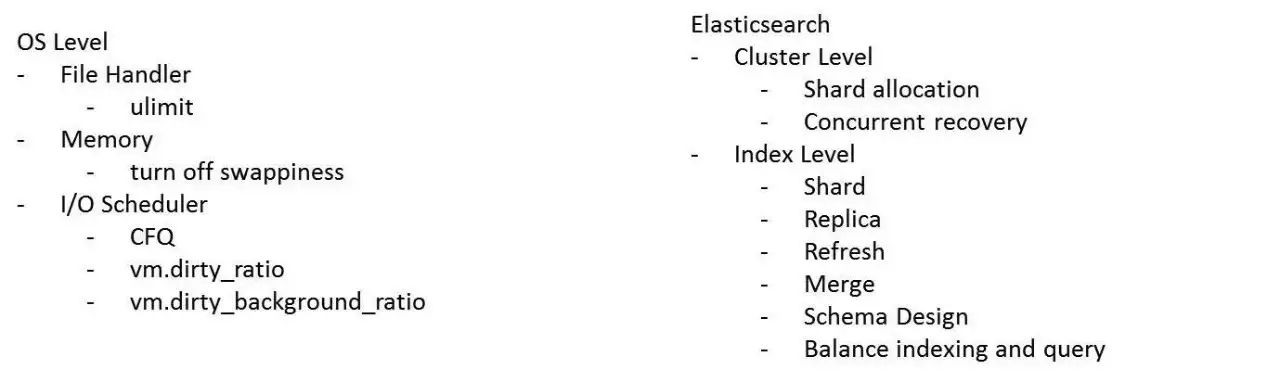 OS Level
- File Handler
- ulimit
- Memory
- turn off swappiness
- I/O Scheduler
- CFQ
- vm.dirty_ratio
- vm.dirty_background_ratio
Elasticsearch
- Cluster Level
- Shard allocation
- Concurrent recovery
- Index Level
- Shard
- Replica
- Refresh
- Merge
- Schema Design
- Balance indexing and query